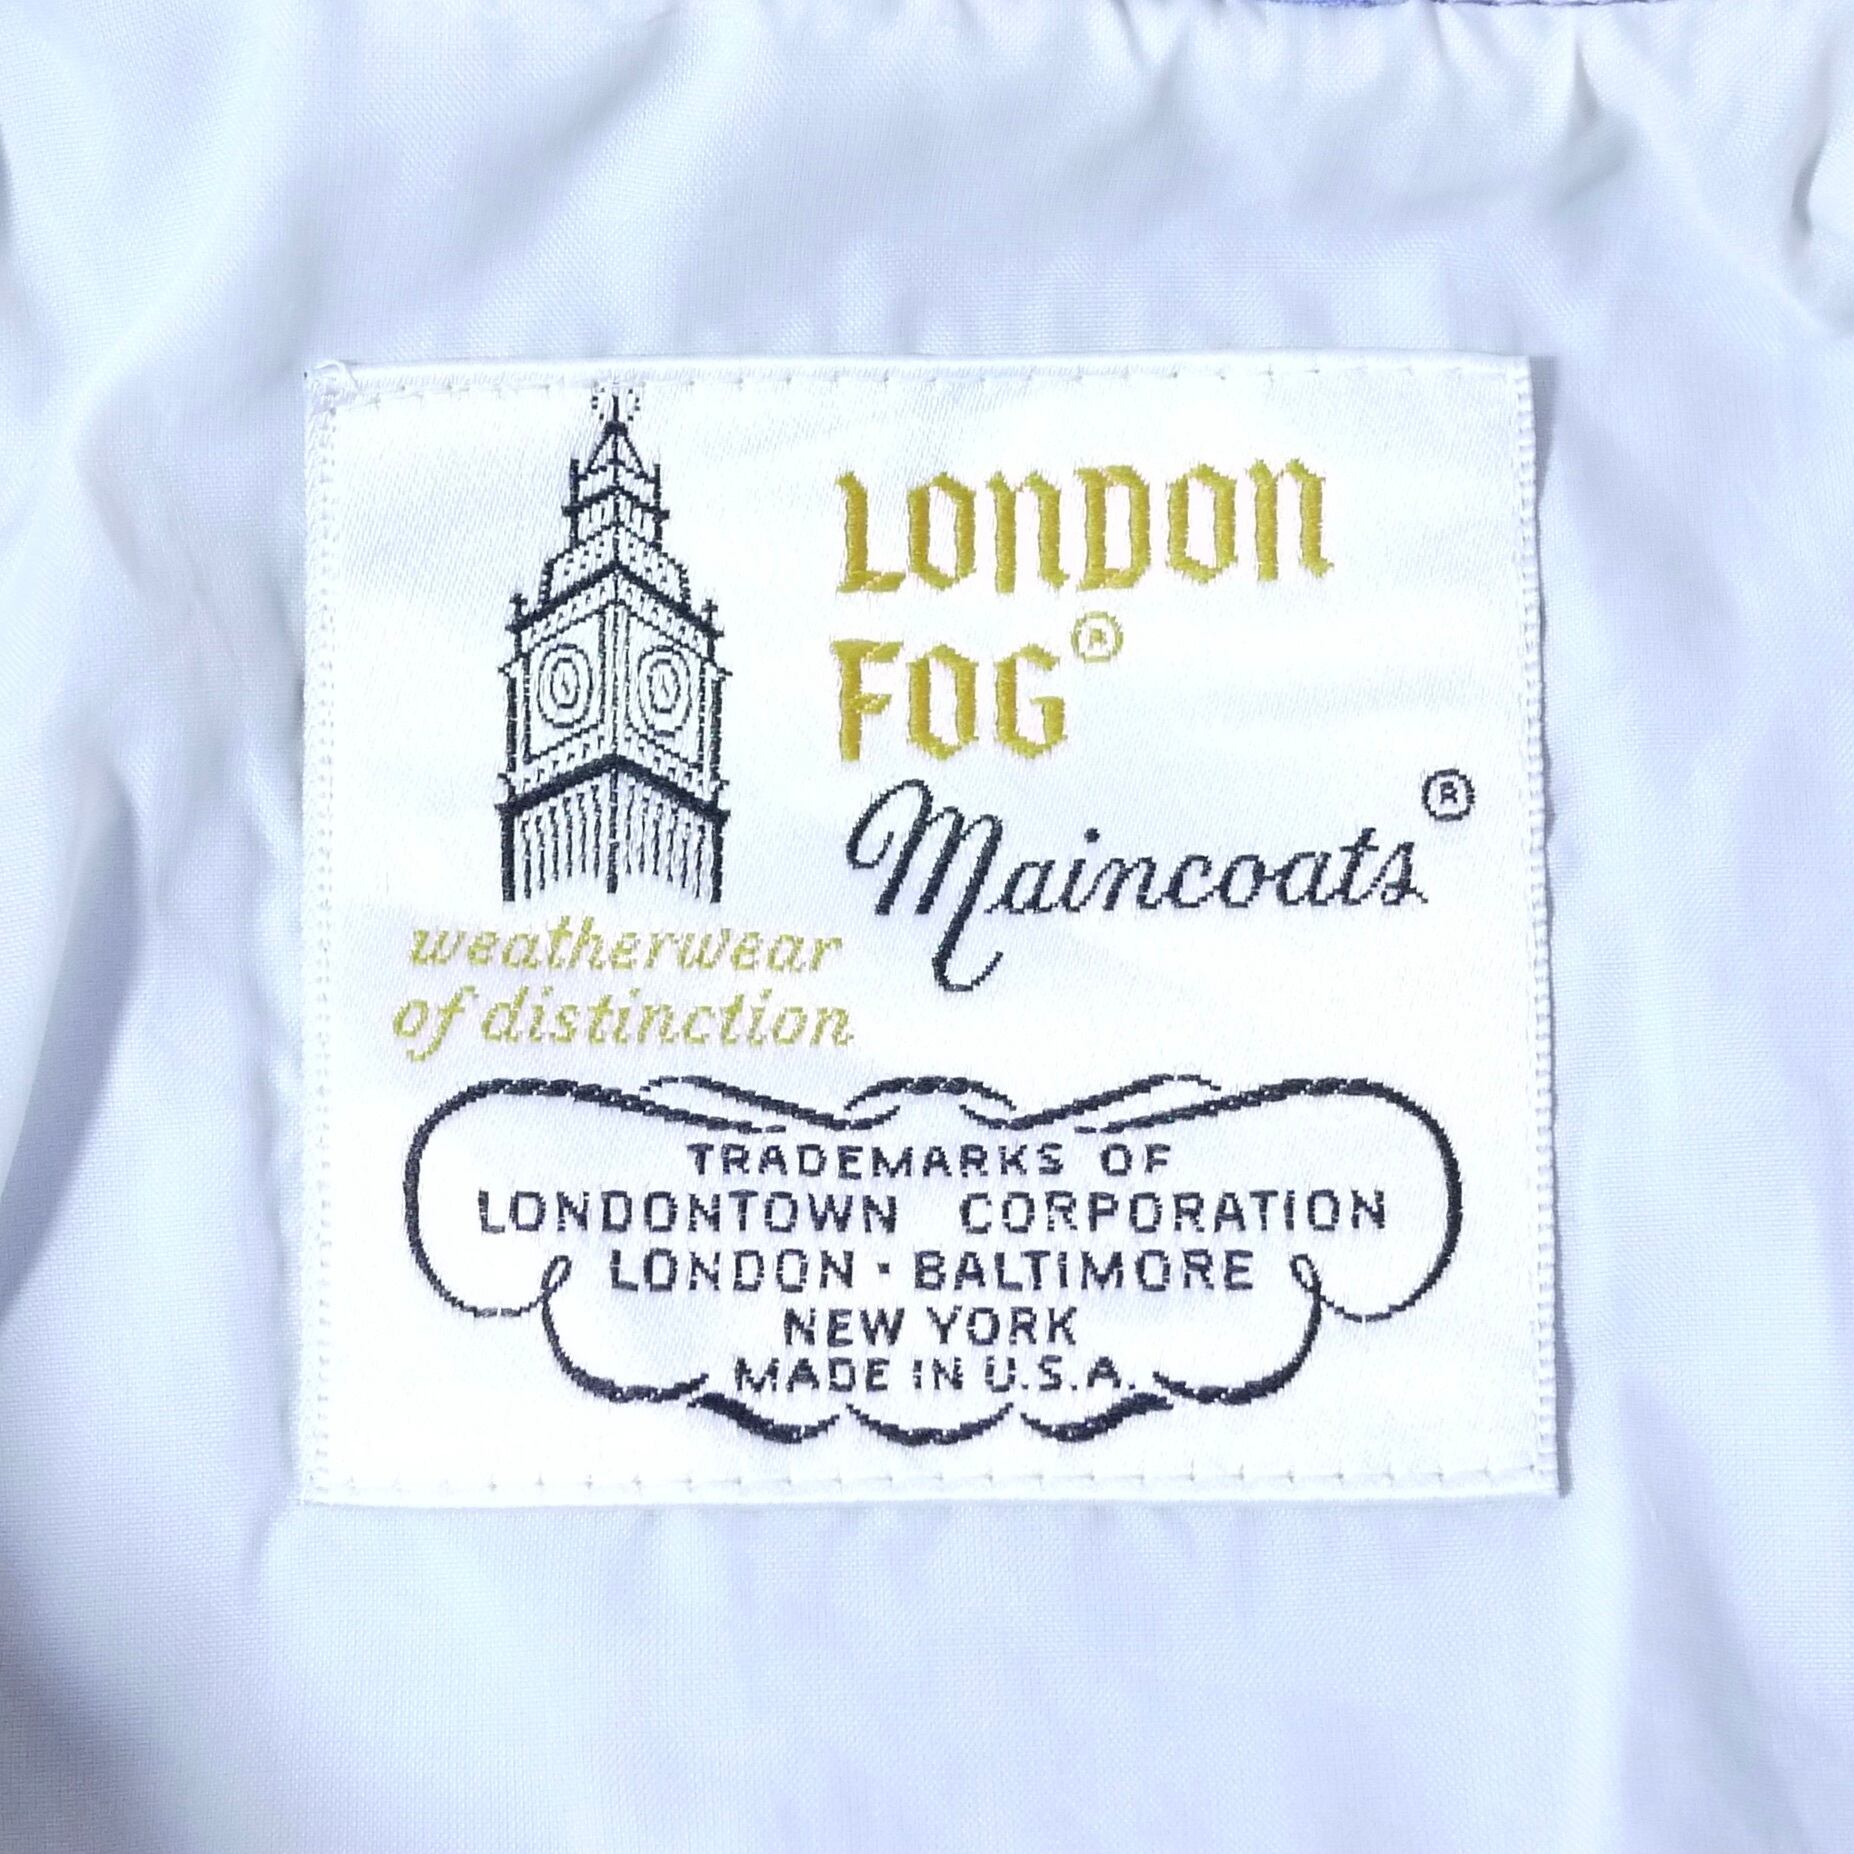 LONDON
FOG®
Maincoats®
weatherwear
of distinction
TRADEMARKS OF
LONDONTOWN CORPORATION
LONDON · BALTIMORE
NEW YORK
MADE IN U.S.A.